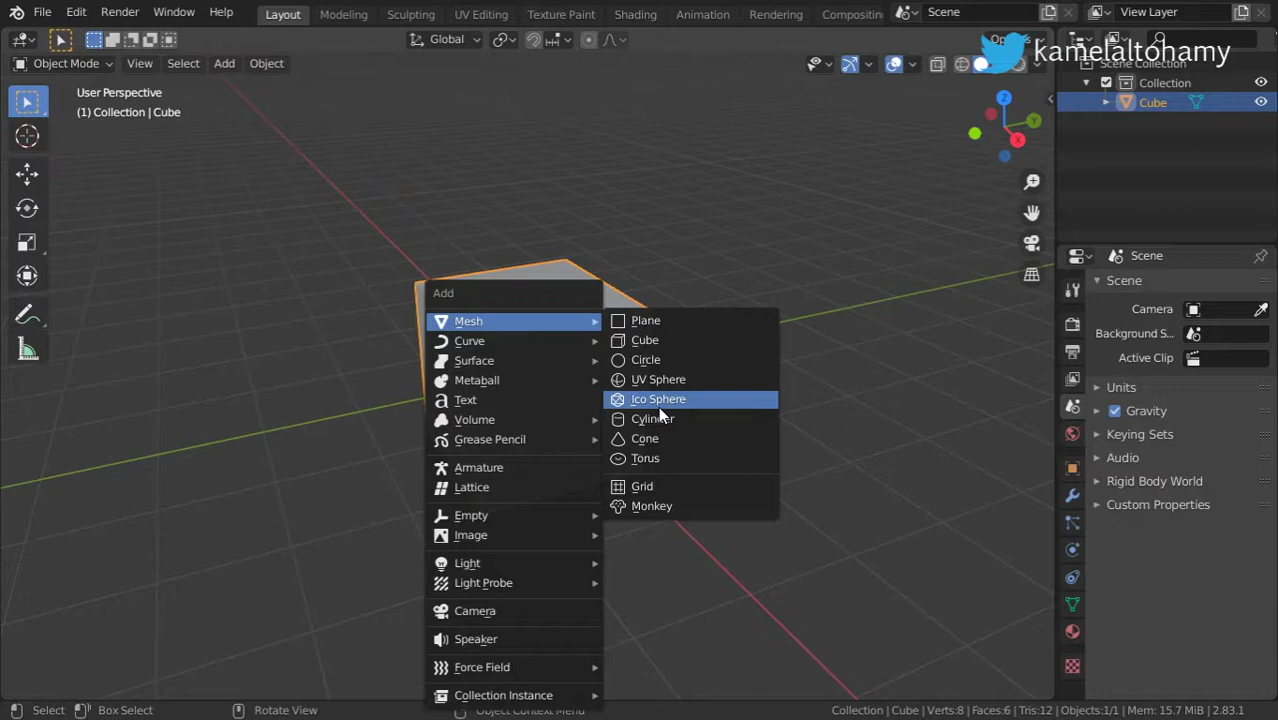 File Edit Render Window Help Layout Modeling Sculpting UV Editing Texture Paint Shading Animation Rendering Compositing Scene View Layer
Global
kamelaltohamy
Object Mode View Select Add Object
Scene Collection
User Perspective
(1) Collection | Cube
Collection
Cube
Z
Y
X
Scene
Scene
Camera
Background S...
Active Clip
Units
Gravity
Keying Sets
Audio
Rigid Body World
Custom Properties
Add
Mesh
Curve
Surface
Metaball
Text
Volume
Grease Pencil
Armature
Lattice
Empty
Image
Light
Light Probe
Camera
Speaker
Force Field
Collection Instance
Plane
Cube
Circle
UV Sphere
Ico Sphere
Cylinder
Cone
Torus
Grid
Monkey
Select Box Select Rotate View Object Context Menu Collection | Cube | Verts:8 | Faces:6 | Tris:12 | Objects:1/1 | Mem: 15.7 MiB | 2.83.1